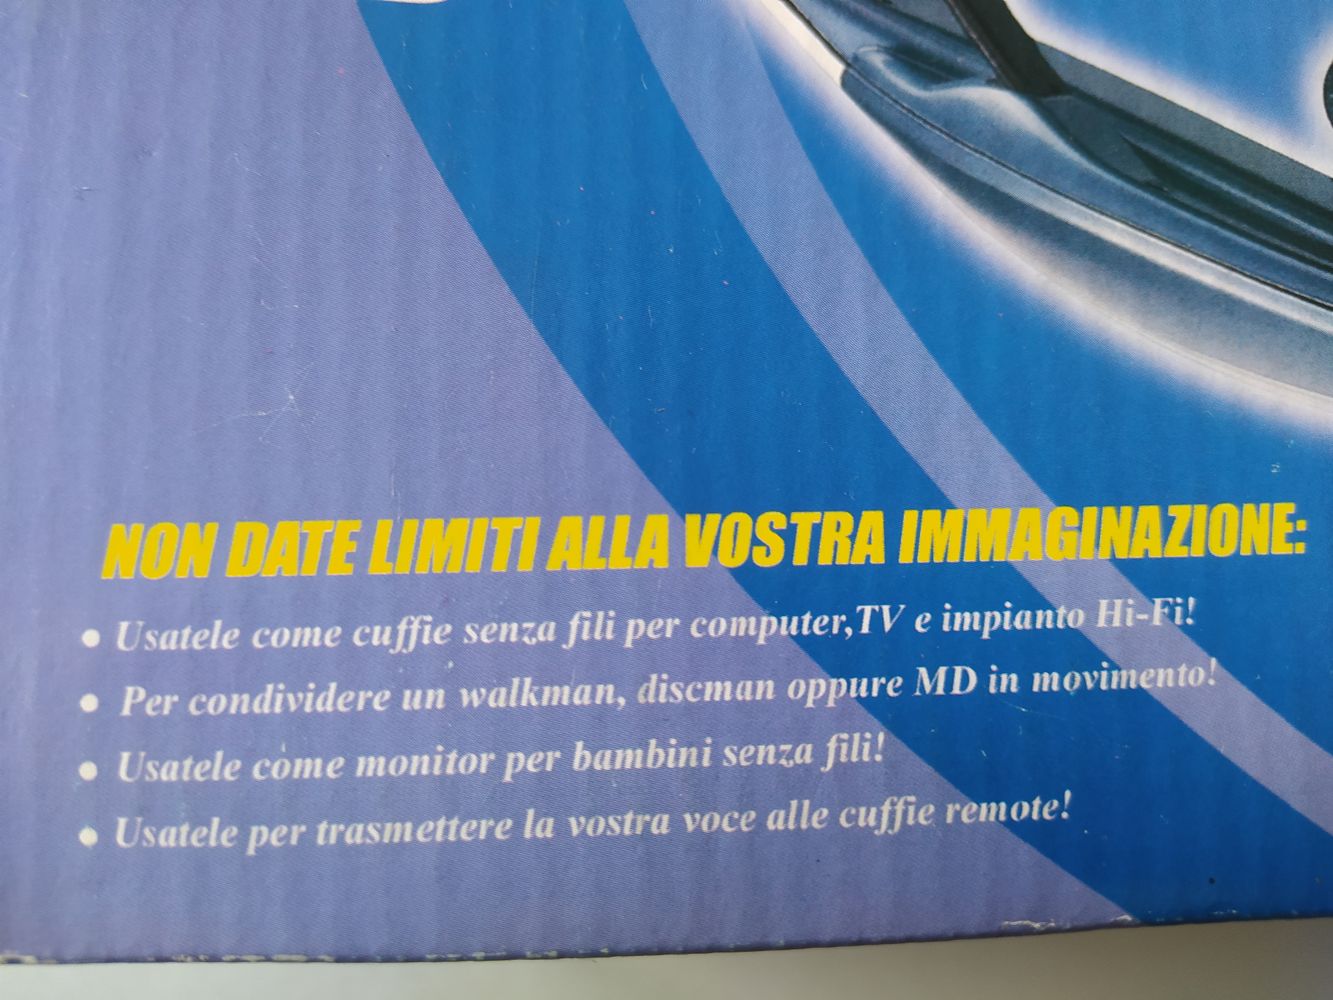 NON DATE LIMITI ALLA VOSTRA IMMAGINAZIONE:
• Usatele come cuffie senza fili per computer,TV e impianto Hi-Fi!
• Per condividere un walkman, discman oppure MD in movimento!
• Usatele come monitor per bambini senza fili!
• Usatele per trasmettere la vostra voce alle cuffie remote!